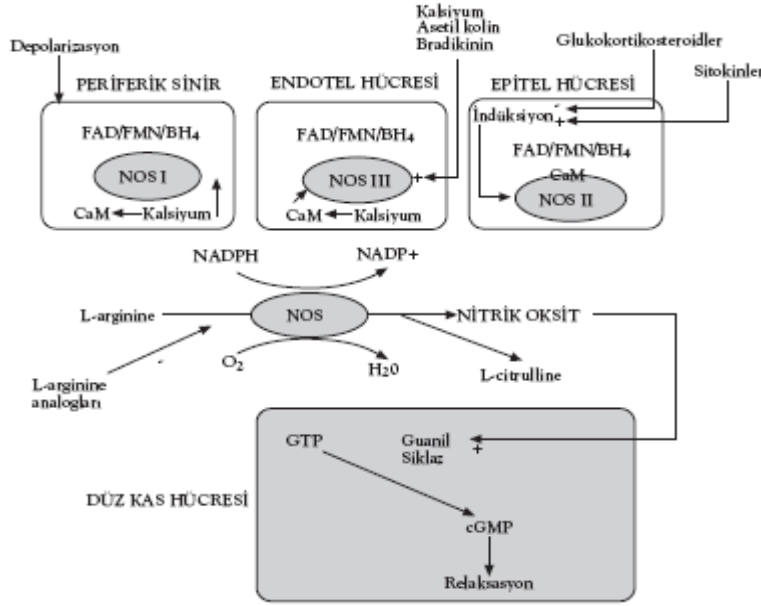 Kalsiyum
Asetil kolin
Bradikinin
Glukokortikosteroidler
Depolarizasyon
Sitokinler
PERİFERİK SİNİR
ENDOTEL HÜCRESİ
EPİTEL HÜCRESİ
İndüksiyon - +
FAD/FMN/BH4
NOS I
CaM Kalsiyum
FAD/FMN/BH4
NOS III +
CaM Kalsiyum
FAD/FMN/BH4
CaM
NOS II
NADPH NADP+
L-arginine NOS NİTRİK OKSİT
O2 H20
L-citrulline
-
L-arginine
analogları
GTP
Guanil +
Siklaz
DÜZ KAS HÜCRESİ
cGMP
Relaksasyon